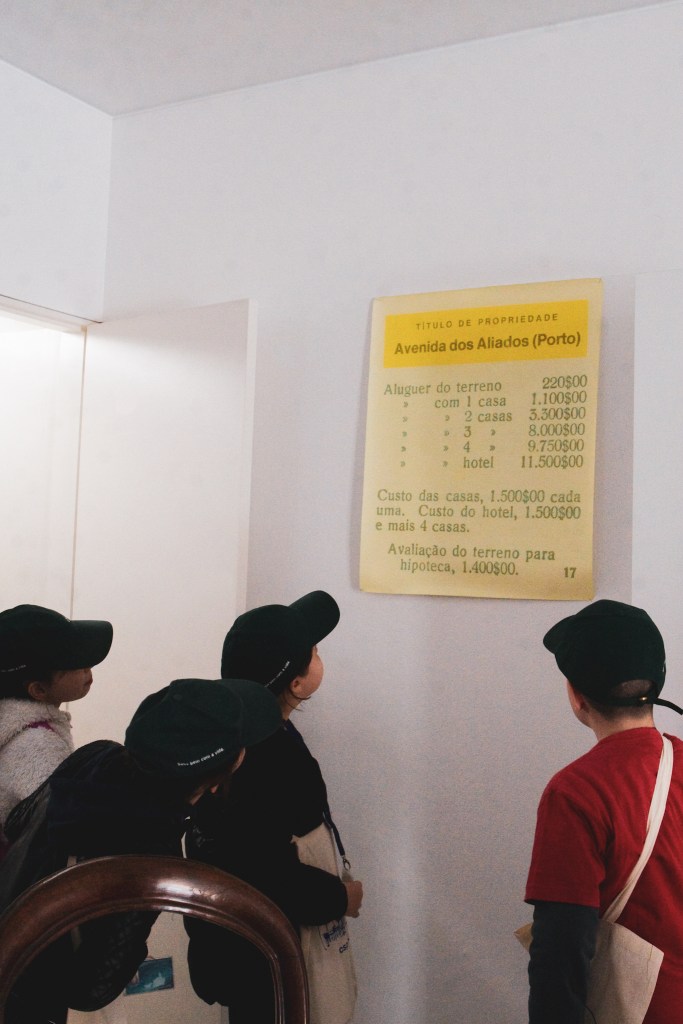 TÍTULO DE PROPRIEDADE
Avenida dos Aliados (Porto)
Aluguer do terreno 220$00
» com 1 casa 1.100$00
» » 2 casas 3.300$00
» » 3 » 8.000$00
» » 4 » 9.750$00
» » hotel 11.500$00
Custo das casas, 1.500$00 cada
uma. Custo do hotel, 1.500$00
e mais 4 casas.
Avaliação do terreno para
hipoteca, 1.400$00.
17